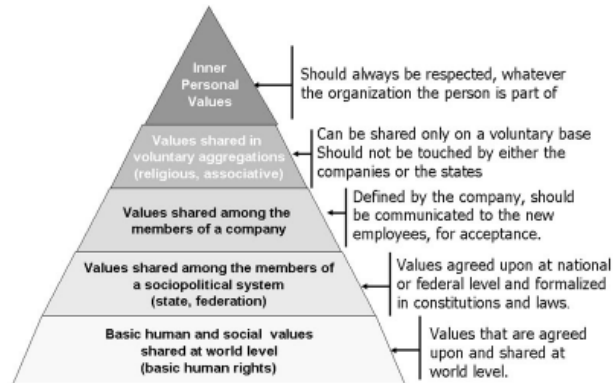 Inner
Personal
Values
Should always be respected, whatever
the organization the person is part of
Values shared in
voluntary aggregations
(religious, associative)
Can be shared only on a voluntary base
Should not be touched by either the
companies or the states
Values shared among the
members of a company
Defined by the company, should
be communicated to the new
employees, for acceptance.
Values shared among the members of
a sociopolitical system
(state, federation)
Values agreed upon at national
or federal level and formalized
in constitutions and laws.
Basic human and social values
shared at world level
(basic human rights)
Values that are agreed
upon and shared at
world level.